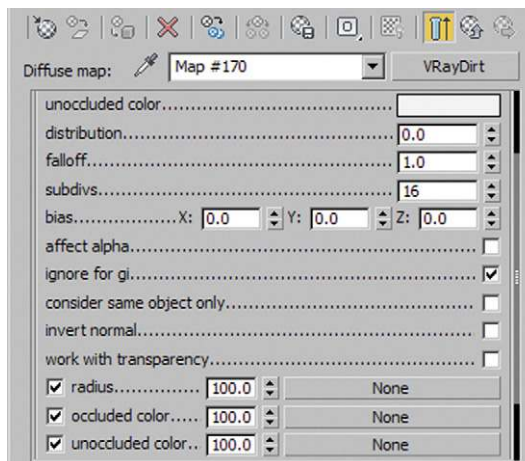 Diffuse map: Map #170 VRayDirt
unoccluded color
distribution 0.0
falloff 1.0
subdivs 16
bias X: 0.0 Y: 0.0 Z: 0.0
affect alpha
ignore for gi
consider same object only
invert normal
work with transparency
radius 100.0 None
occluded color 100.0 None
unoccluded color 100.0 None